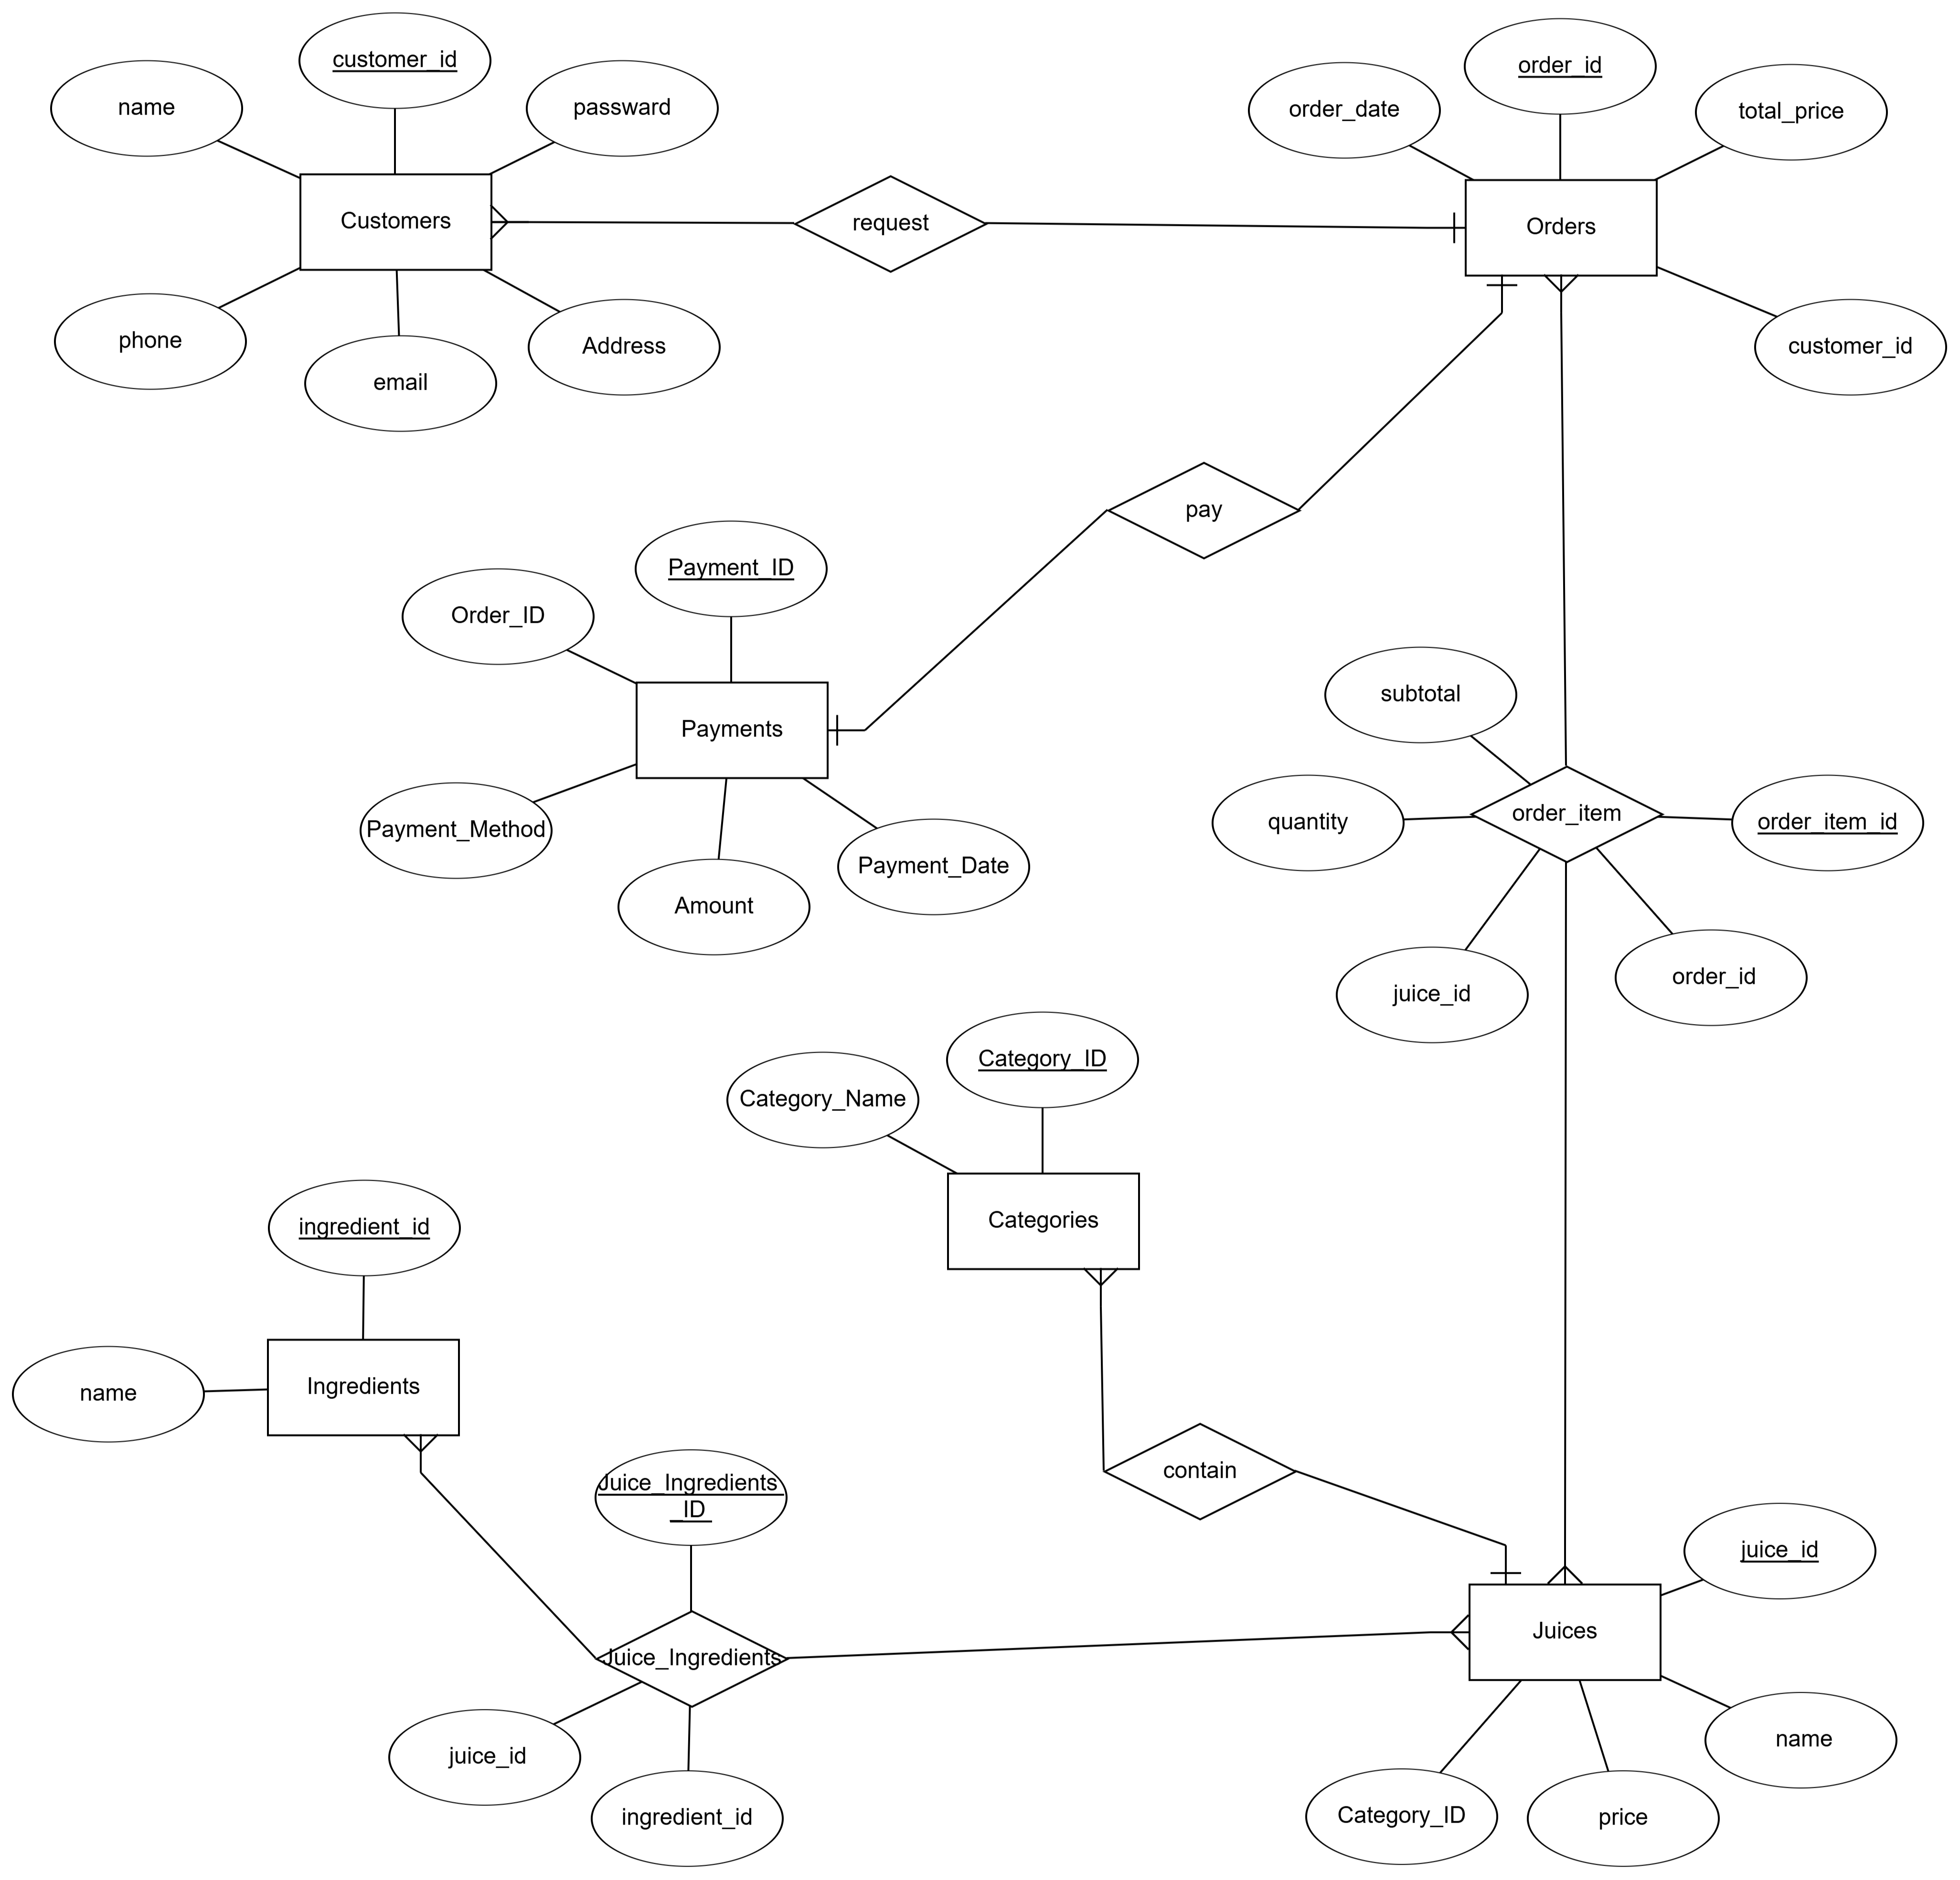 customer_id
name
passward
Customers
phone
email
Address
request
order_id
order_date
total_price
Orders
customer_id
pay
Payment_ID
Order_ID
Payments
Payment_Method
Amount
Payment_Date
subtotal
quantity
order_item
order_item_id
juice_id
order_id
Category_ID
Category_Name
Categories
ingredient_id
name
Ingredients
contain
Juice_Ingredients
_ID
Juice_Ingredients
juice_id
ingredient_id
juice_id
Juices
name
Category_ID
price